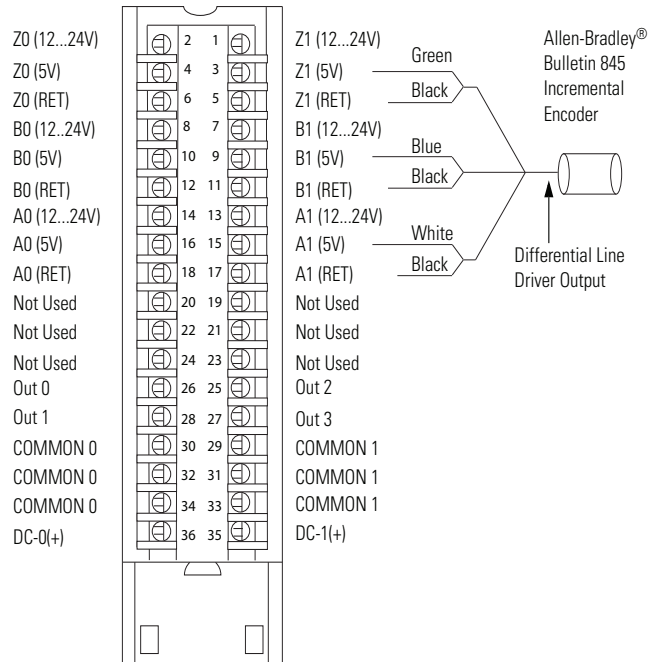 Z0 (12...24V) 2 1 Z1 (12...24V)
Z0 (5V) 4 3 Z1 (5V)
Z0 (RET) 6 5 Z1 (RET)
B0 (12..24V) 8 7 B1 (12...24V)
B0 (5V) 10 9 B1 (5V)
B0 (RET) 12 11 B1 (RET)
A0 (12...24V) 14 13 A1 (12...24V)
A0 (5V) 16 15 A1 (5V)
A0 (RET) 18 17 A1 (RET)
Not Used 20 19 Not Used
Not Used 22 21 Not Used
Not Used 24 23 Not Used
Out 0 26 25 Out 2
Out 1 28 27 Out 3
COMMON 0 30 29 COMMON 1
COMMON 0 32 31 COMMON 1
COMMON 0 34 33 COMMON 1
DC-0(+) 36 35 DC-1(+)
Green
Black
Blue
Black
White
Black
Allen-Bradley®
Bulletin 845
Incremental
Encoder
Differential Line
Driver Output